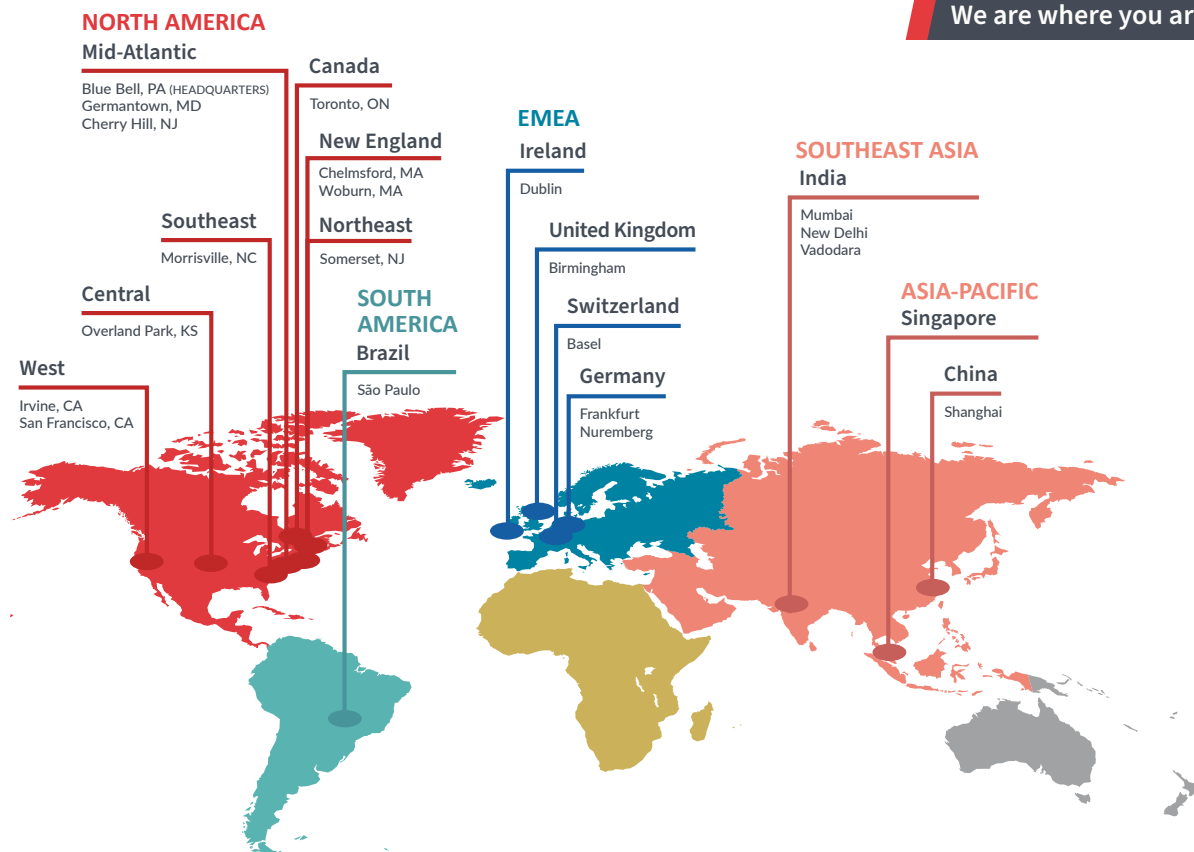 We are where you ar
NORTH AMERICA
Mid-Atlantic
Blue Bell, PA (HEADQUARTERS)
Germantown, MD
Cherry Hill, NJ
Canada
Toronto, ON
New England
Chelmsford, MA
Woburn, MA
Northeast
Somerset, NJ
Southeast
Morrisville, NC
Central
Overland Park, KS
West
Irvine, CA
San Francisco, CA
SOUTH
AMERICA
Brazil
São Paulo
EMEA
Ireland
Dublin
United Kingdom
Birmingham
Switzerland
Basel
Germany
Frankfurt
Nuremberg
SOUTHEAST ASIA
India
Mumbai
New Delhi
Vadodara
ASIA-PACIFIC
Singapore
China
Shanghai